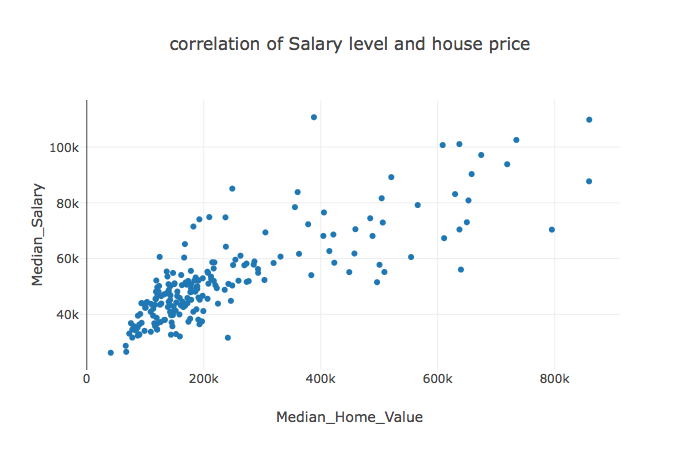 correlation of Salary level and house price
Median_Salary
100k
80k
60k
40k
0
200k
400k
600k
800k
Median_Home_Value